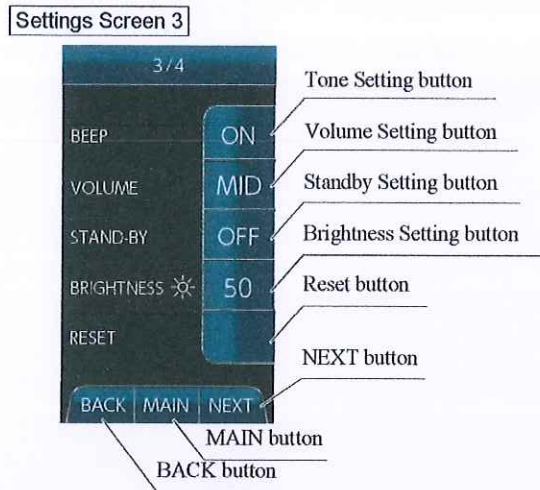 Settings Screen 3
3/4
Tone Setting button
BEEP ON
Volume Setting button
VOLUME MID
Standby Setting button
STAND-BY OFF
Brightness Setting button
BRIGHTNESS 50
Reset button
RESET
NEXT button
BACK MAIN NEXT
MAIN button
BACK button